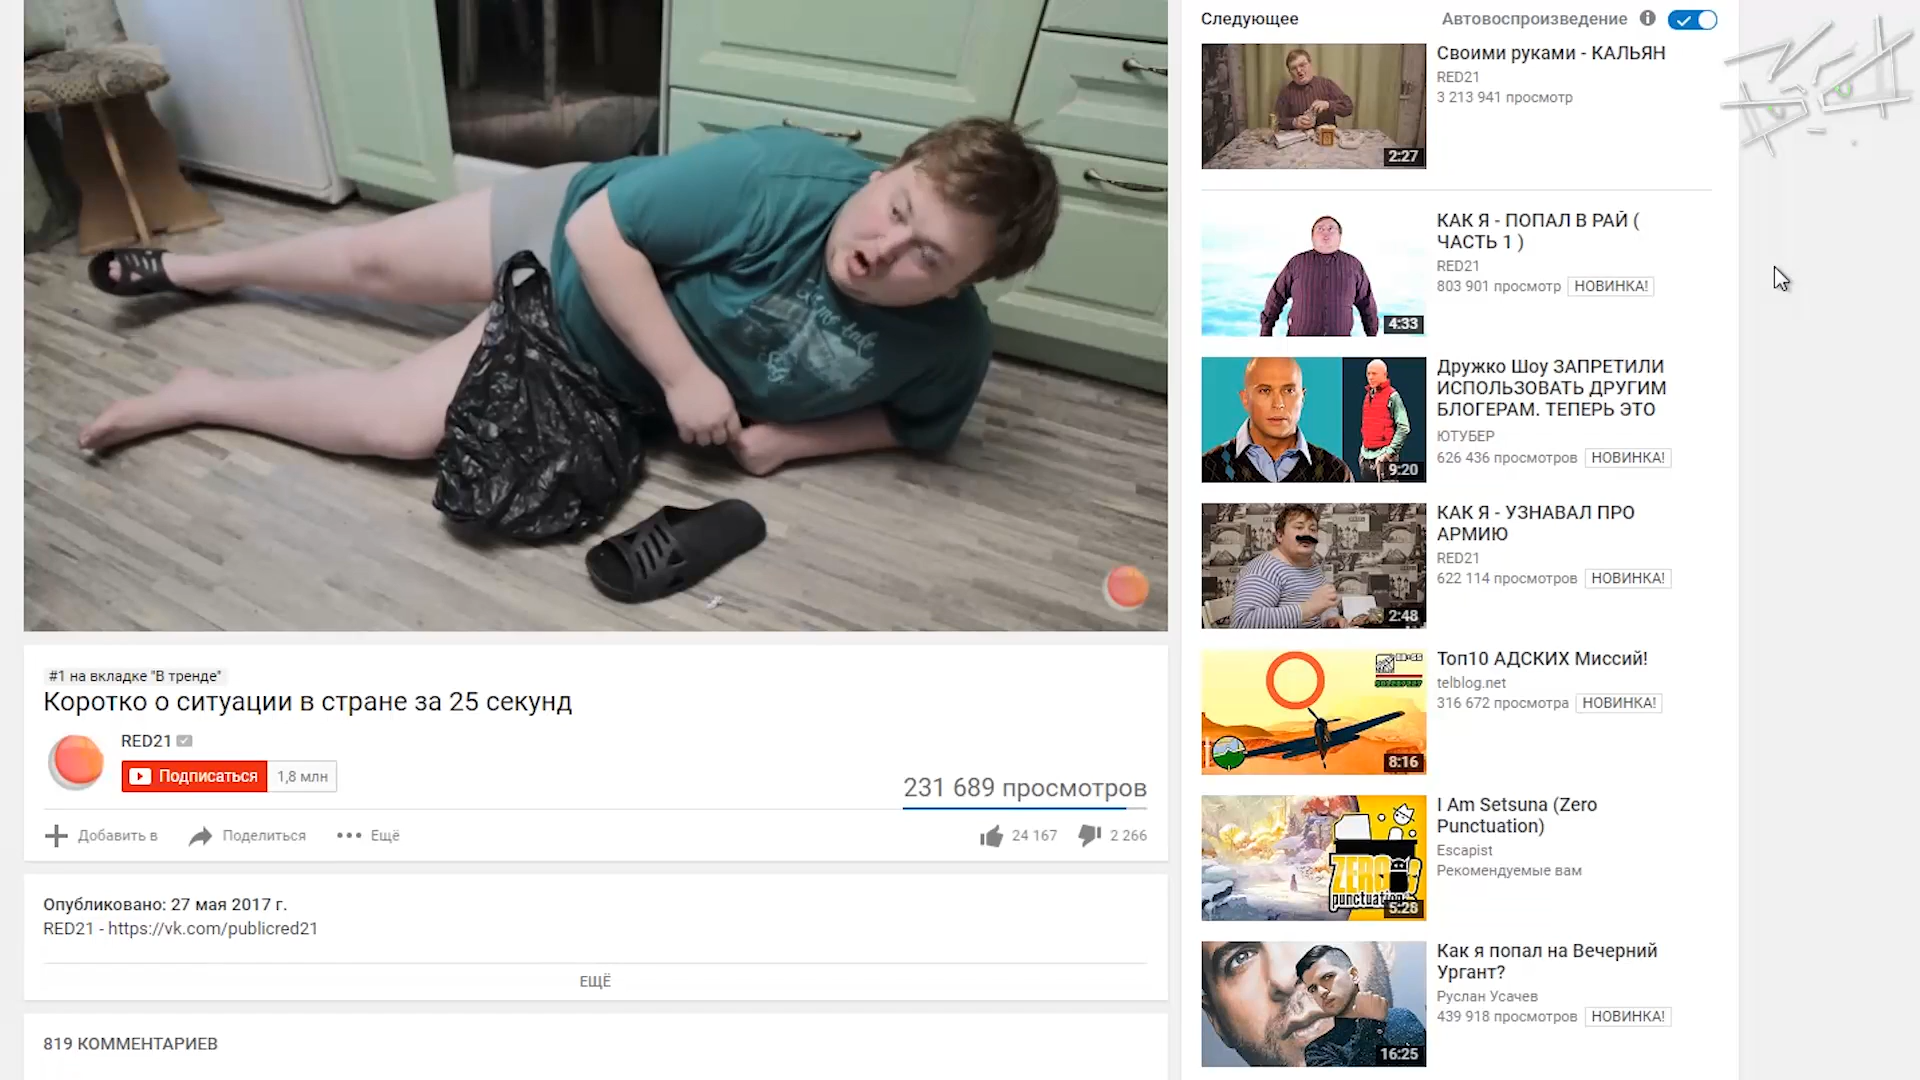 #1 на вкладке "В тренде"
Коротко о ситуации в стране за 25 секунд
RED21
Подписаться 1,8 млн
231 689 просмотров
Добавить в Поделиться Ещё 24 167 2 266
Опубликовано: 27 мая 2017 г.
RED21 - https://vk.com/publicred21
ЕЩЁ
819 КОММЕНТАРИЕВ
Следующее Автовоспроизведение
Своими руками - КАЛЬЯН
RED21
3 213 941 просмотр
2:27
КАК Я - ПОПАЛ В РАЙ (
ЧАСТЬ 1 )
RED21
803 901 просмотр НОВИНКА!
4:33
Дружко Шоу ЗАПРЕТИЛИ
ИСПОЛЬЗОВАТЬ ДРУГИМ
БЛОГЕРАМ. ТЕПЕРЬ ЭТО
ЮТУБЕР
626 436 просмотров НОВИНКА!
9:20
КАК Я - УЗНАВАЛ ПРО
АРМИЮ
RED21
622 114 просмотров НОВИНКА!
2:48
Топ10 АДСКИХ Миссий!
telblog.net
316 672 просмотра НОВИНКА!
8:16
I Am Setsuna (Zero
Punctuation)
Escapist
Рекомендуемые вам
ZERO
punctuation
5:28
Как я попал на Вечерний
Ургант?
Руслан Усачев
439 918 просмотров НОВИНКА!
16:25